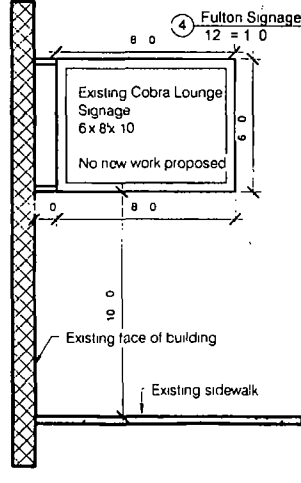 4 Fulton Signage
12 = 1 0
8 0
Existing Cobra Lounge
Signage
6 x 8 x 10
No new work proposed
6 0
0 8 0
10 0
Existing face of building
Existing sidewalk